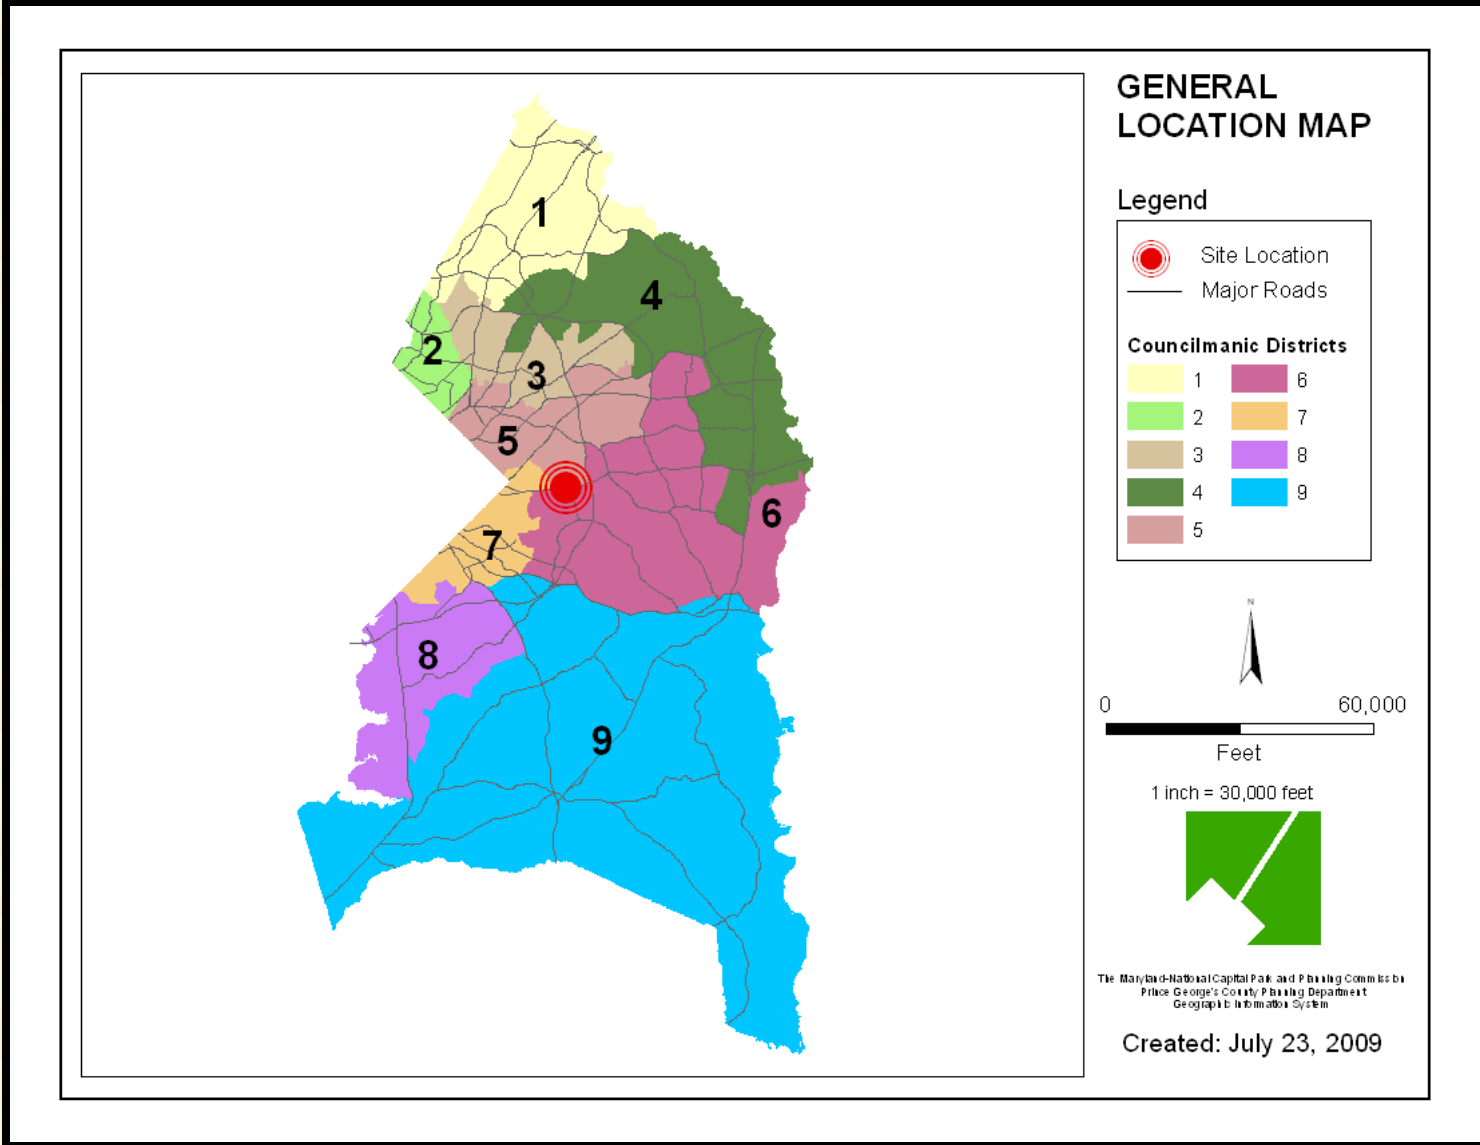 GENERAL
LOCATION MAP
Legend
Site Location
Major Roads
Councilmanic Districts
1 6
2 7
3 8
4 9
5
1
4
2
3
5
6
7
8
9
N
0 60,000
Feet
1 inch = 30,000 feet
The Maryland-National Capital Park and Planning Commission
Prince George's County Planning Department
Geographic Information System
Created: July 23, 2009